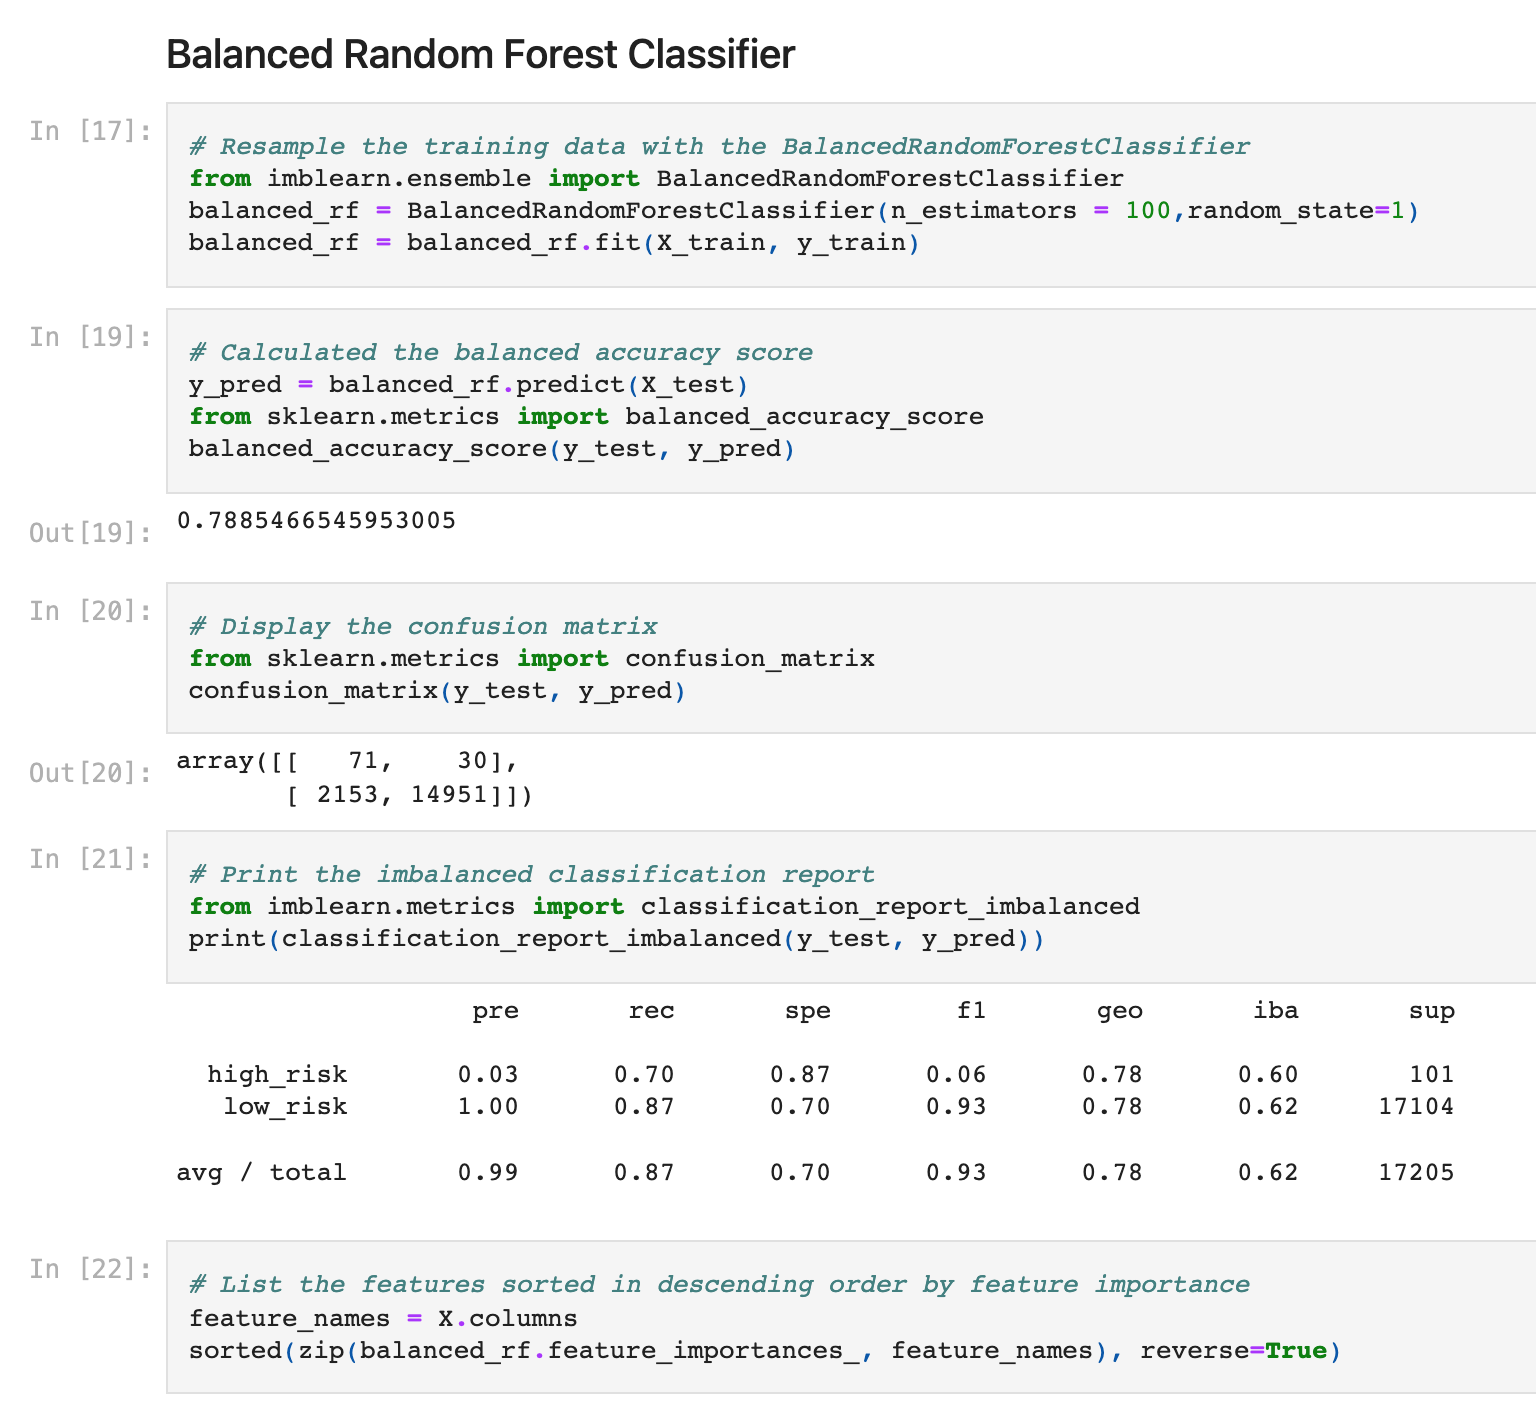 Balanced Random Forest Classifier
In [17]:
# Resample the training data with the BalancedRandomForestClassifier
from imblearn.ensemble import BalancedRandomForestClassifier
balanced_rf = BalancedRandomForestClassifier(n_estimators = 100,random_state=1)
balanced_rf = balanced_rf.fit(X_train, y_train)
In [19]:
# Calculated the balanced accuracy score
y_pred = balanced_rf.predict(X_test)
from sklearn.metrics import balanced_accuracy_score
balanced_accuracy_score(y_test, y_pred)
Out[19]: 0.7885466545953005
In [20]:
# Display the confusion matrix
from sklearn.metrics import confusion_matrix
confusion_matrix(y_test, y_pred)
Out[20]: array([[   71,    30],
       [ 2153, 14951]])
In [21]:
# Print the imbalanced classification report
from imblearn.metrics import classification_report_imbalanced
print(classification_report_imbalanced(y_test, y_pred))
pre rec spe f1 geo iba sup
high_risk 0.03 0.70 0.87 0.06 0.78 0.60 101
low_risk 1.00 0.87 0.70 0.93 0.78 0.62 17104
avg / total 0.99 0.87 0.70 0.93 0.78 0.62 17205
In [22]:
# List the features sorted in descending order by feature importance
feature_names = X.columns
sorted(zip(balanced_rf.feature_importances_, feature_names), reverse=True)